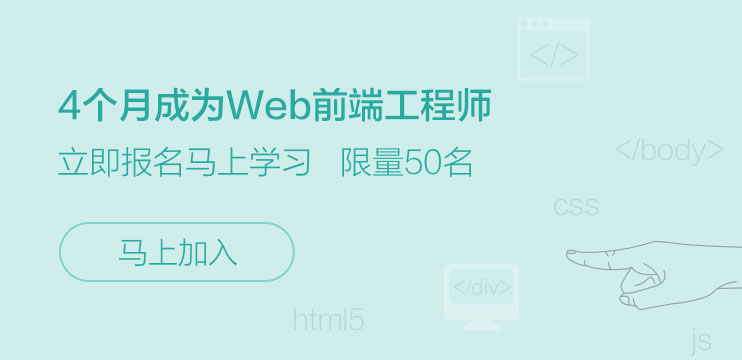 </>
4个月成为Web前端工程师
立即报名马上学习 限量50名
</body>
css
马上加入
</div>
html5
js